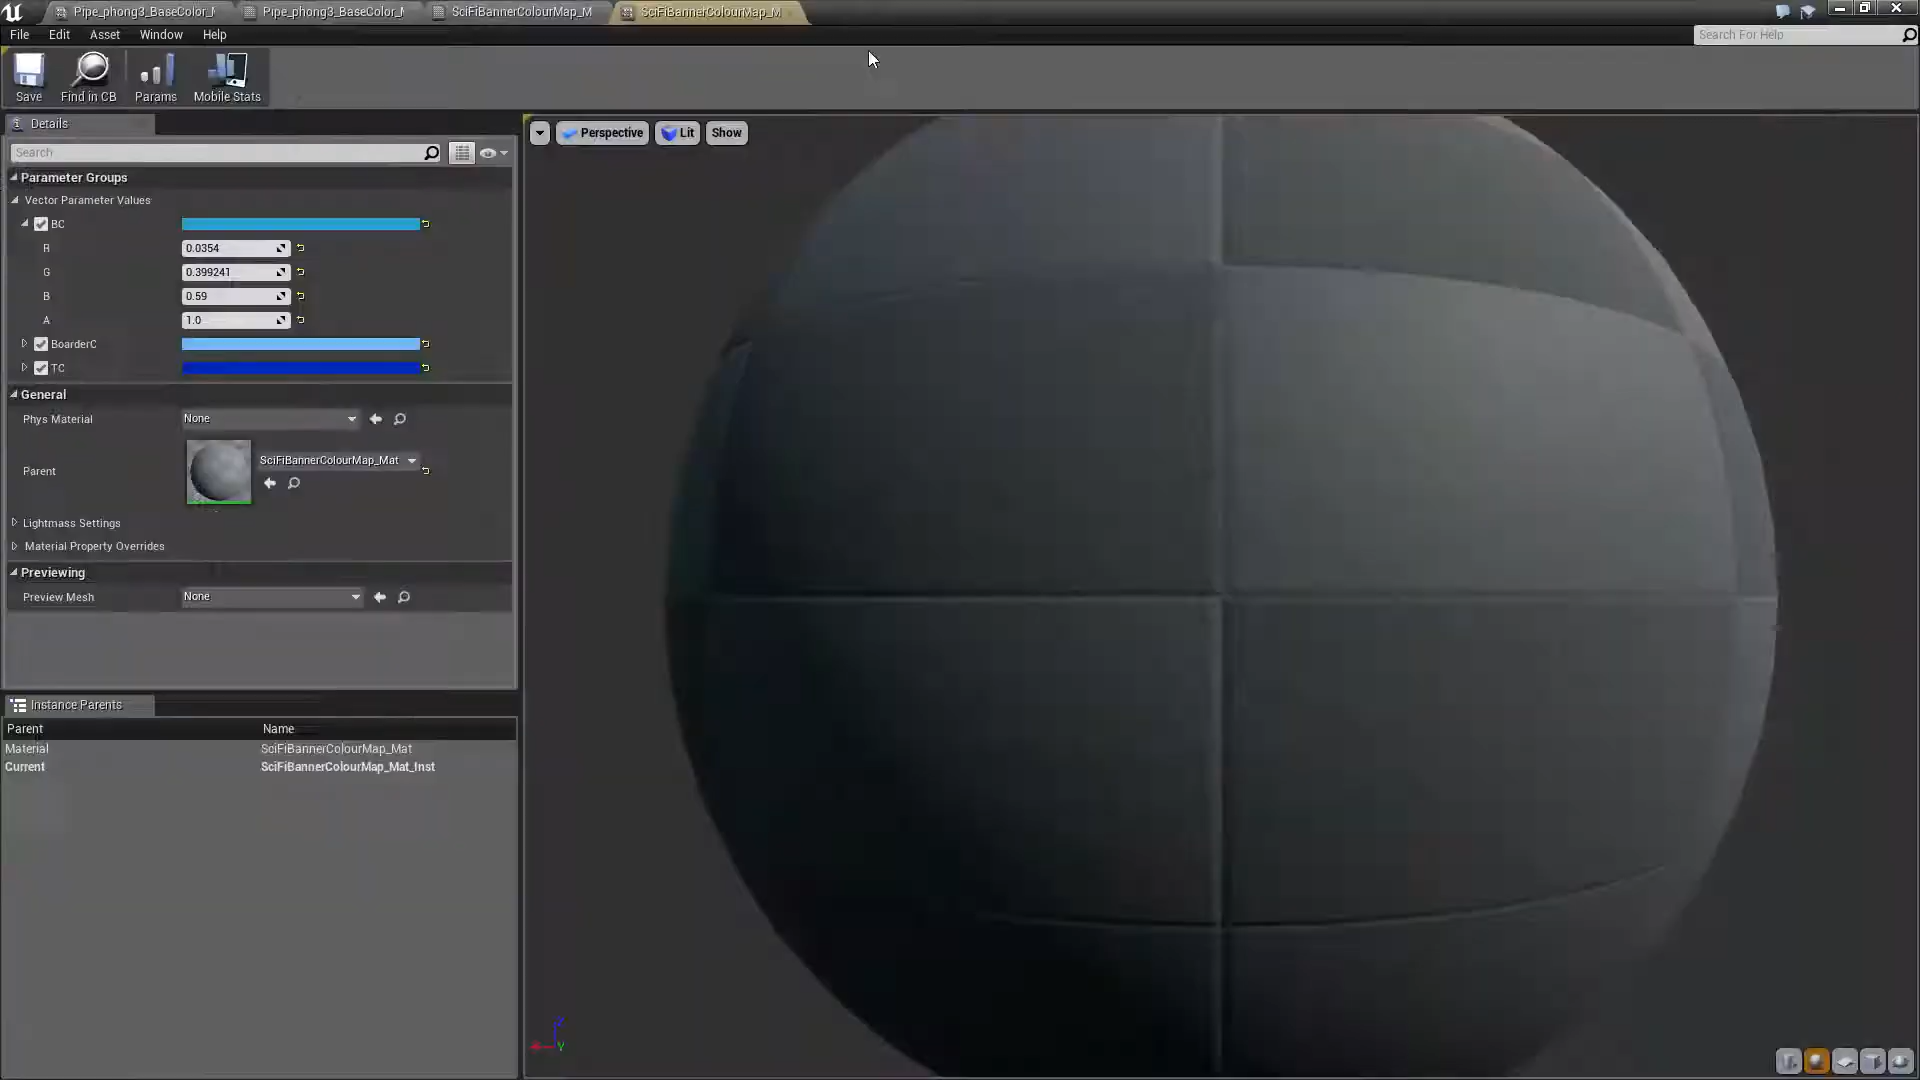 Pipe_phong3_BaseColor_M
Pipe_phong3_BaseColor_M
SciFiBannerColourMap_M
SciFiBannerColourMap_M
File Edit Asset Window Help
Search For Help
Save Find in CB Params Mobile Stats
Details
Perspective Lit Show
Search
Parameter Groups
Vector Parameter Values
BC
R 0.0354
G 0.399241
B 0.59
A 1.0
BoarderC
TC
General
Phys Material None
Parent SciFiBannerColourMap_Mat
Lightmass Settings
Material Property Overrides
Previewing
Preview Mesh None
Instance Parents
Parent Name
Material SciFiBannerColourMap_Mat
Current SciFiBannerColourMap_Mat_Inst
Z
Y